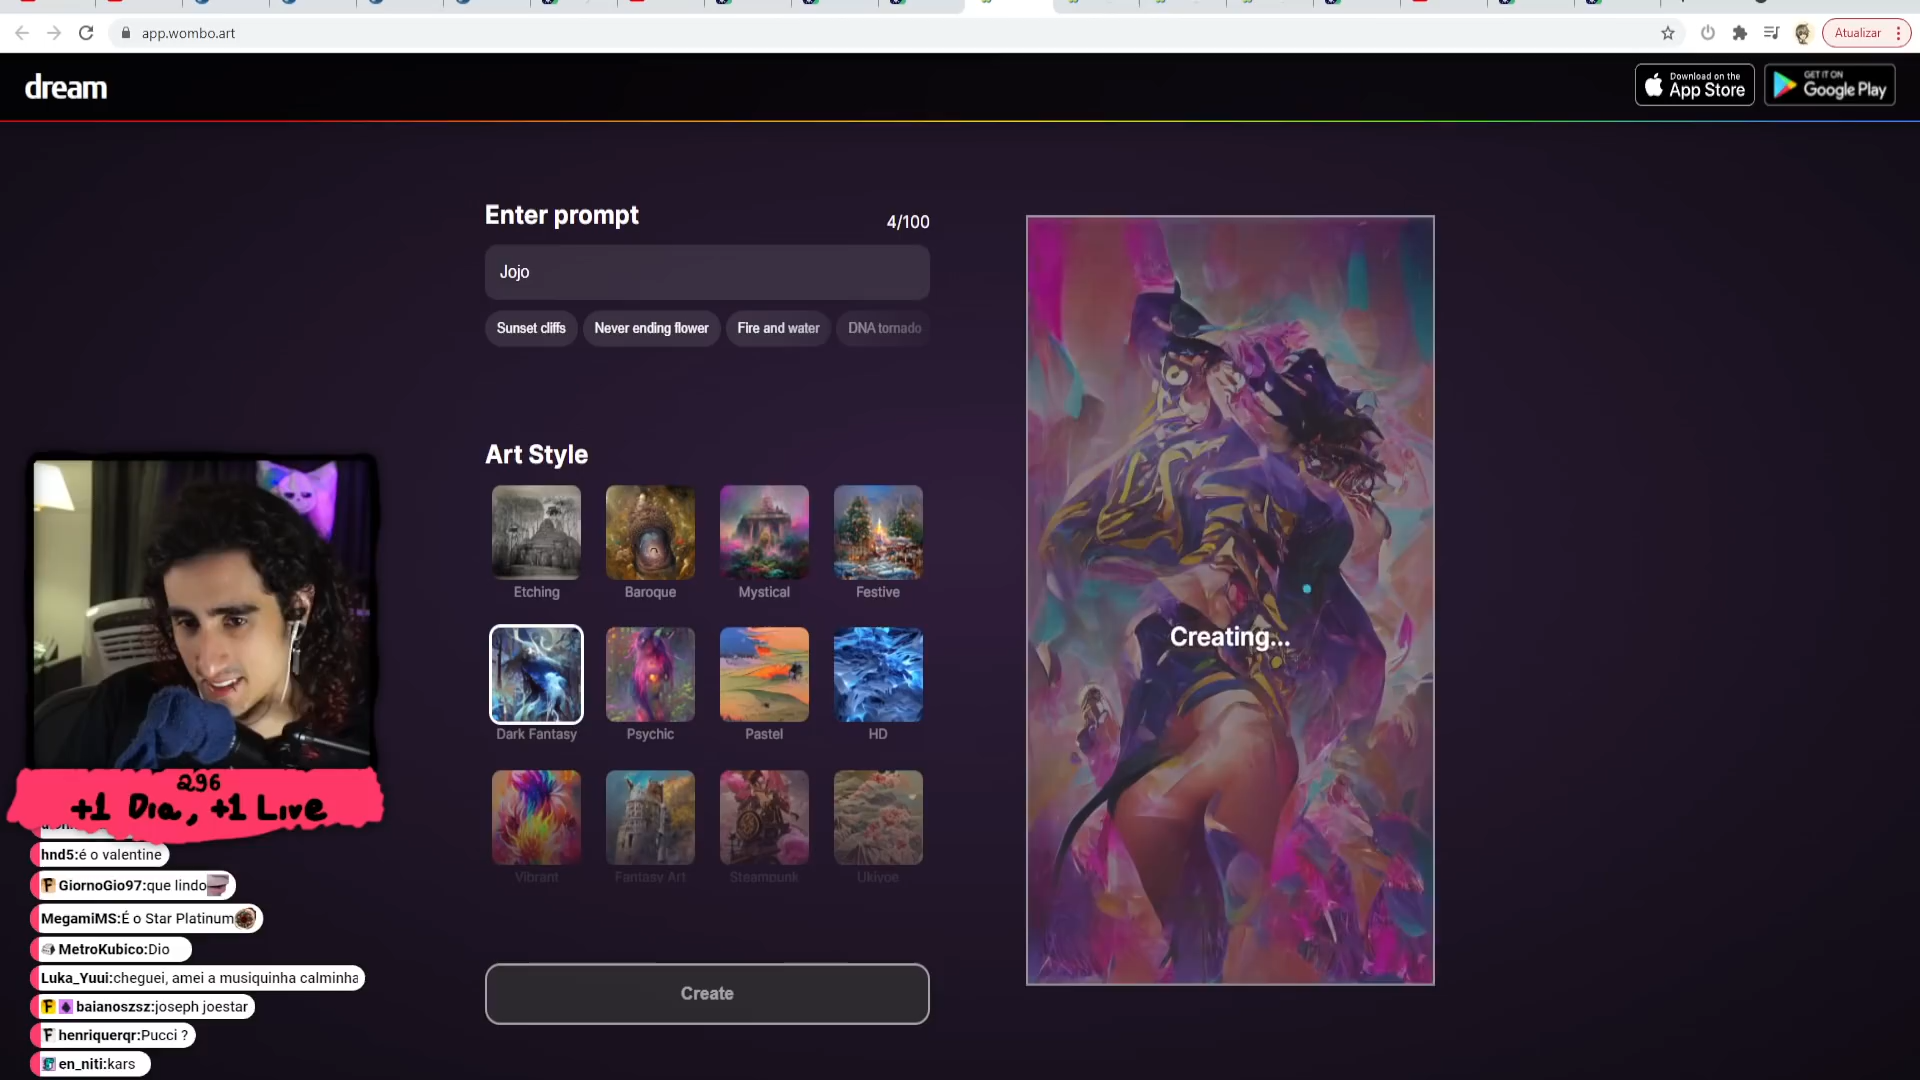 app.wombo.art
Atualizar
dream
Download on the
App Store
GET IT ON
Google Play
Enter prompt
4/100
Jojo
Sunset cliffs
Never ending flower
Fire and water
DNA tornado
Art Style
Etching
Baroque
Mystical
Festive
Dark Fantasy
Psychic
Pastel
HD
Vibrant
Fantasy Art
Steampunk
Ukiyoe
Create
Creating...
296
+1 Dia, +1 Live
hnd5:é o valentine
GiornoGio97:que lindo
MegamiMS:É o Star Platinum
MetroKubico:Dio
Luka_Yuui:cheguei, amei a musiquinha calminha
baianoszsz:joseph joestar
henriquerqr:Pucci ?
en_niti:kars